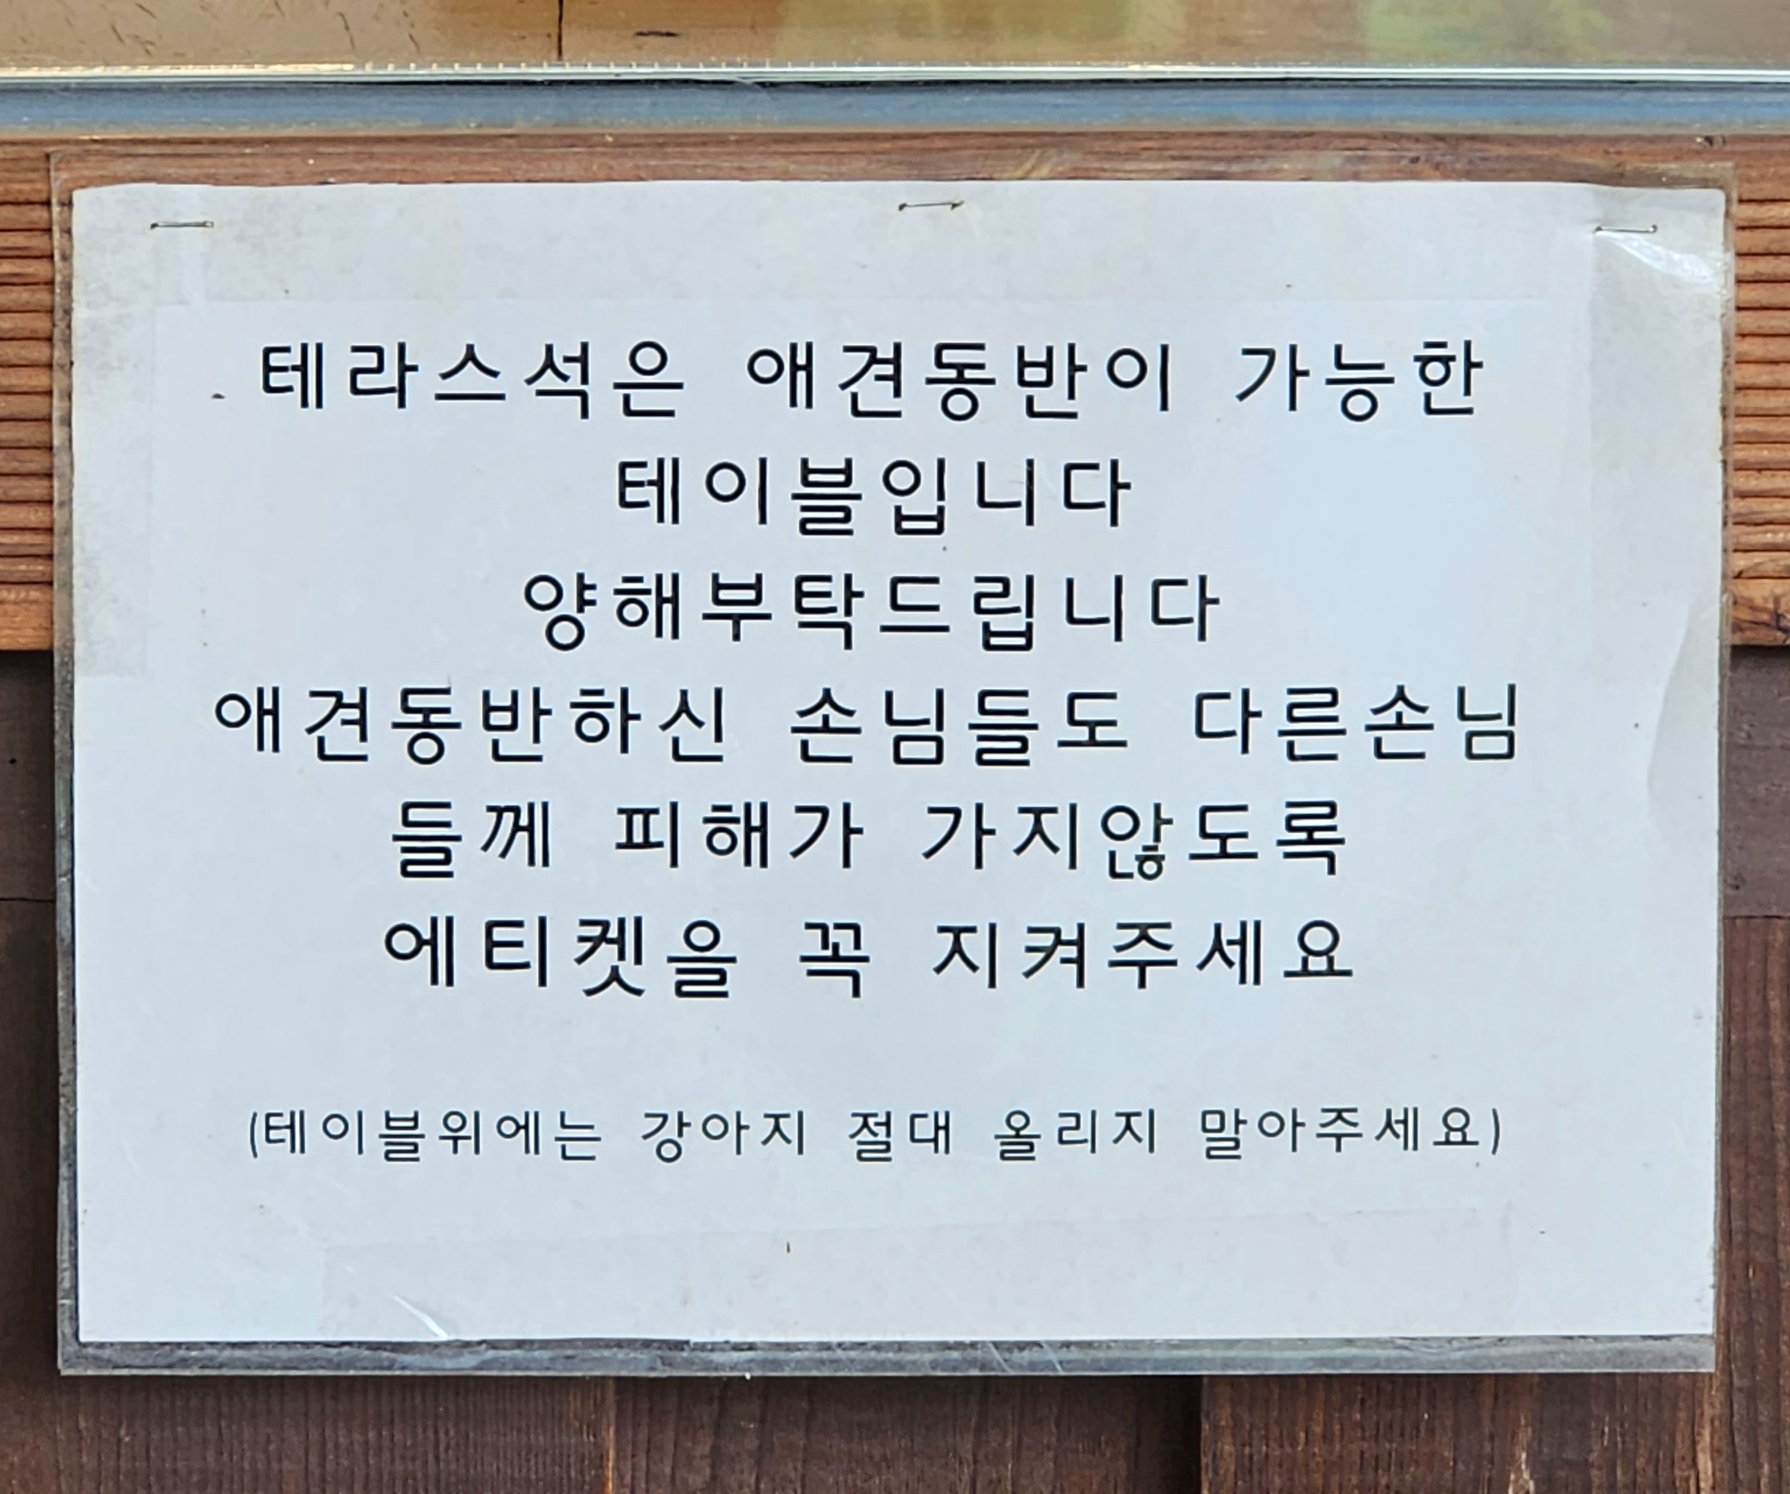 테라스석은 애견동반이 가능한
테이블입니다
양해부탁드립니다
애견동반하신 손님들도 다른손님
들께 피해가 가지않도록
에티켓을 꼭 지켜주세요
(테이블위에는 강아지 절대 올리지 말아주세요)